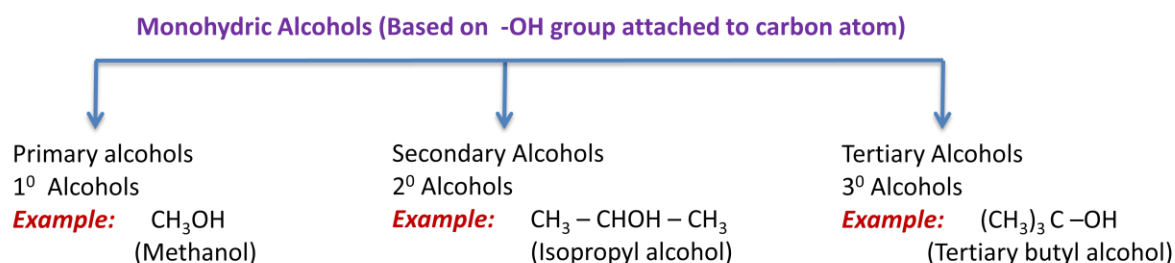 Monohydric Alcohols (Based on -OH group attached to carbon atom)
Primary alcohols
1⁰ Alcohols
Example: CH₃OH
(Methanol)
Secondary Alcohols
2⁰ Alcohols
Example: CH₃ – CHOH – CH₃
(Isopropyl alcohol)
Tertiary Alcohols
3⁰ Alcohols
Example: (CH₃)₃ C –OH
(Tertiary butyl alcohol)